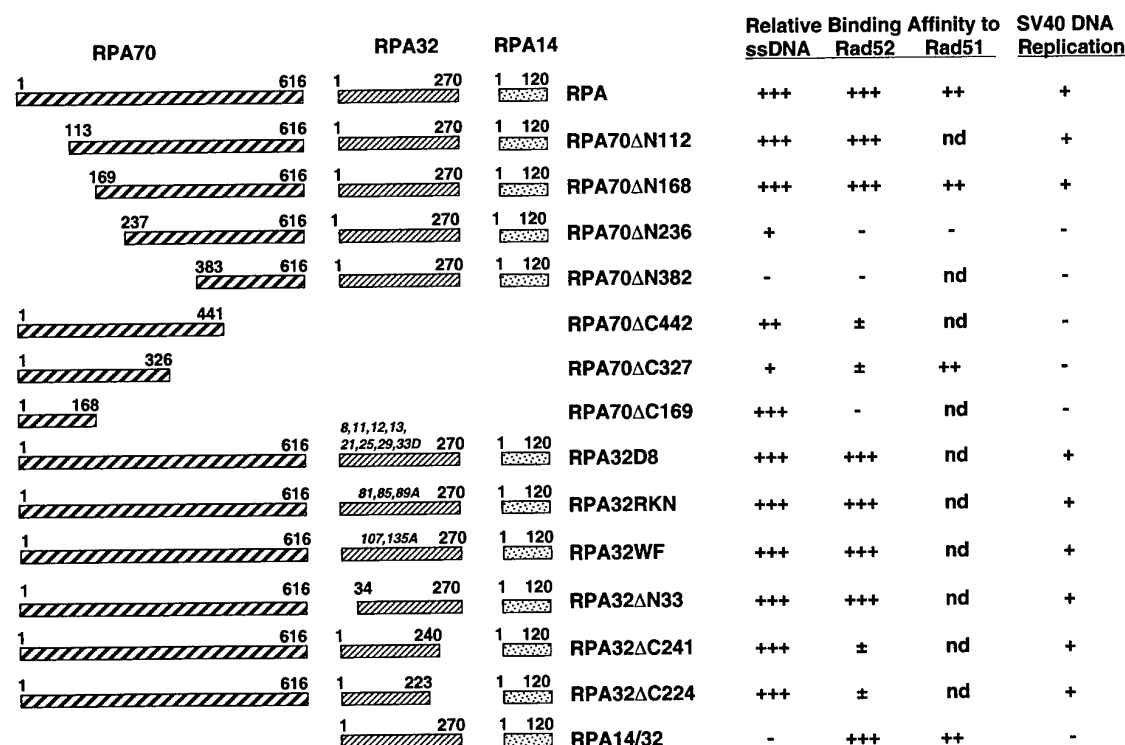 Relative Binding Affinity to SV40 DNA
RPA70 RPA32 RPA14 ssDNA Rad52 Rad51 Replication
1 616 1 270 1 120 RPA +++ +++ ++ +
113 616 1 270 1 120 RPA70ΔN112 +++ +++ nd +
169 616 1 270 1 120 RPA70ΔN168 +++ +++ ++ +
237 616 1 270 1 120 RPA70ΔN236 + - - -
383 616 1 270 1 120 RPA70ΔN382 - - nd -
1 441 RPA70ΔC442 ++ ± nd -
1 326 RPA70ΔC327 + ± ++ -
1 168 RPA70ΔC169 +++ - nd -
8,11,12,13,
1 616 21,25,29,33D 270 1 120 RPA32D8 +++ +++ nd +
1 616 81,85,89A 270 1 120 RPA32RKN +++ +++ nd +
1 616 107,135A 270 1 120 RPA32WF +++ +++ nd +
1 616 34 270 1 120 RPA32ΔN33 +++ +++ nd +
1 616 1 240 1 120 RPA32ΔC241 +++ ± nd +
1 616 1 223 1 120 RPA32ΔC224 +++ ± nd +
1 270 1 120 RPA14/32 - +++ ++ -